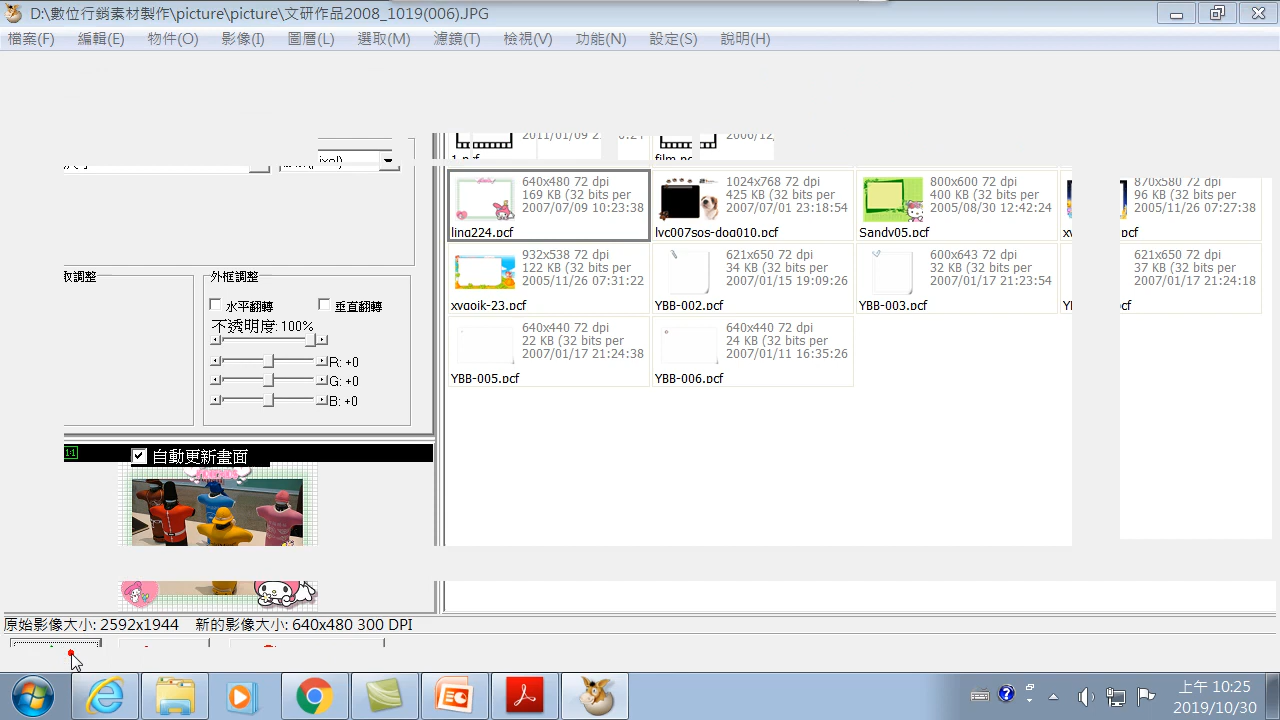 D:\數位行銷素材製作\picture\picture\文研作品2008_1019(006).JPG
檔案(F) 編輯(E) 物件(O) 影像(I) 圖層(L) 選取(M) 濾鏡(T) 檢視(V) 功能(N) 設定(S) 說明(H)
640x480 72 dpi
169 KB (32 bits per
2007/07/09 10:23:38
ling224.pcf
1024x768 72 dpi
425 KB (32 bits per
2007/07/01 23:18:54
lyc007sos-dog010.pcf
800x600 72 dpi
400 KB (32 bits per
2005/08/30 12:42:24
Sandy05.pcf
870x580 72 dpi
96 KB (32 bits per
2005/11/26 07:27:38
932x538 72 dpi
122 KB (32 bits per
2005/11/26 07:31:22
xyqqik-23.pcf
621x650 72 dpi
34 KB (32 bits per
2007/01/15 19:09:26
YBB-002.pcf
600x643 72 dpi
32 KB (32 bits per
2007/01/17 21:23:54
YBB-003.pcf
621x650 72 dpi
37 KB (32 bits per
2007/01/17 21:24:18
640x440 72 dpi
22 KB (32 bits per
2007/01/17 21:24:38
YBB-005.pcf
640x440 72 dpi
24 KB (32 bits per
2007/01/11 16:35:26
YBB-006.pcf
取調整
外框調整
水平翻轉 垂直翻轉
不透明度: 100%
R: +0
G: +0
B: +0
1:1
自動更新畫面
原始影像大小: 2592x1944 新的影像大小: 640x480 300 DPI
上午 10:25
2019/10/30